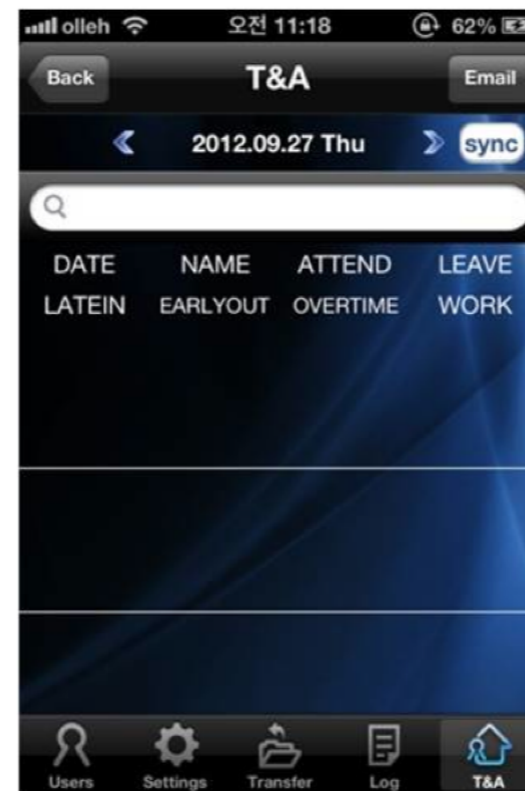 olleh 오전 11:18 62%
Back T&A Email
2012.09.27 Thu sync
DATE NAME ATTEND LEAVE
LATEIN EARLYOUT OVERTIME WORK
Users Settings Transfer Log T&A